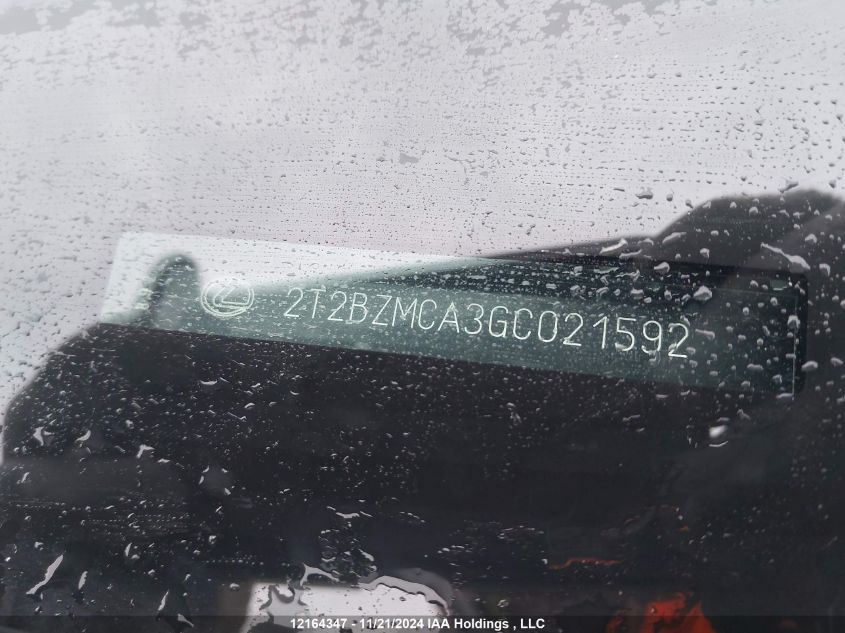 2T2BZMCA3GC021592
12164347 - 11/21/2024 IAA Holdings , LLC